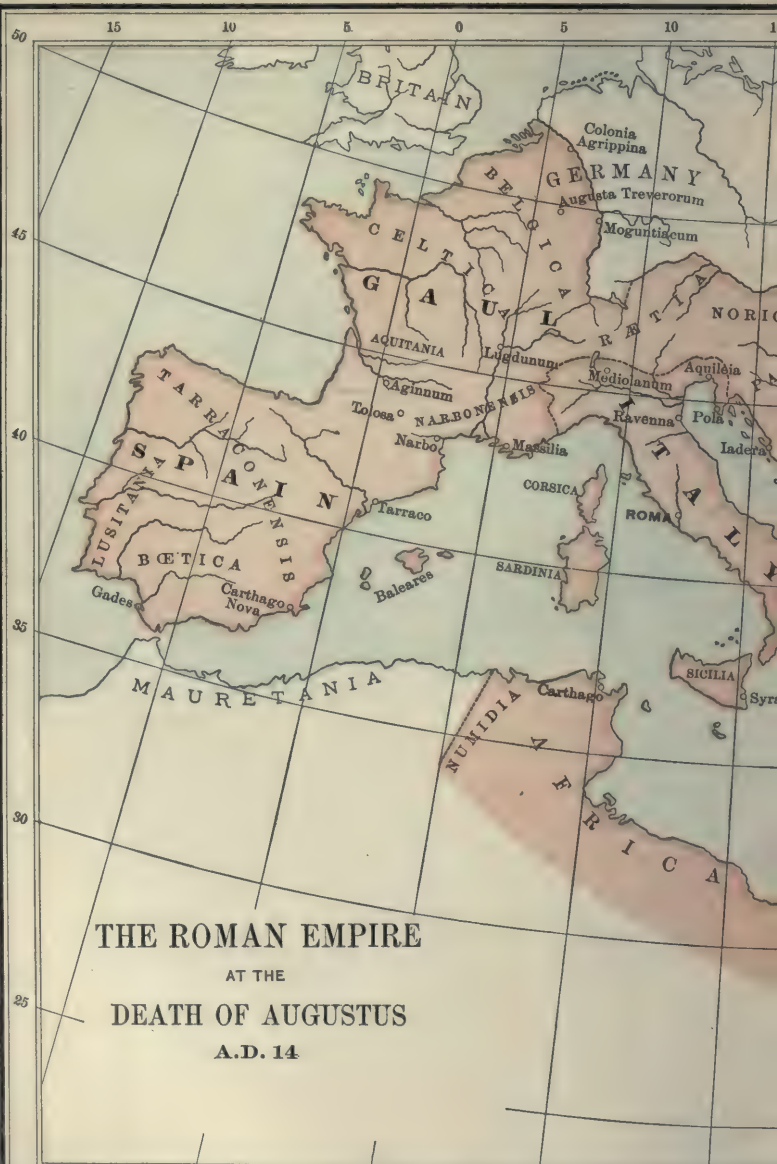 15 10 5 0 5 10
50
45
40
35
30
25
BRITAIN
Colonia
Agrippina
GERMANY
Augusta Treverorum
Moguntiacum
BELGICA
CELTICA
GAUL
RÆTIA
NORIC
AQUITANIA
Lugdunum
Mediolanum
Aquileia
Aginnum
Tolosa
NARBONENSIS
Ravenna
Pola
Iadera
Narbo
Massilia
TARRACONENSIS
SPAIN
ITALY
CORSICA
ROMA
LUSITANIA
Tarraco
BŒTICA
SARDINIA
Baleares
Gades
Carthago
Nova
MAURETANIA
NUMIDIA
Carthago
SICILIA
Syra
AFRICA
THE ROMAN EMPIRE
AT THE
DEATH OF AUGUSTUS
A.D. 14